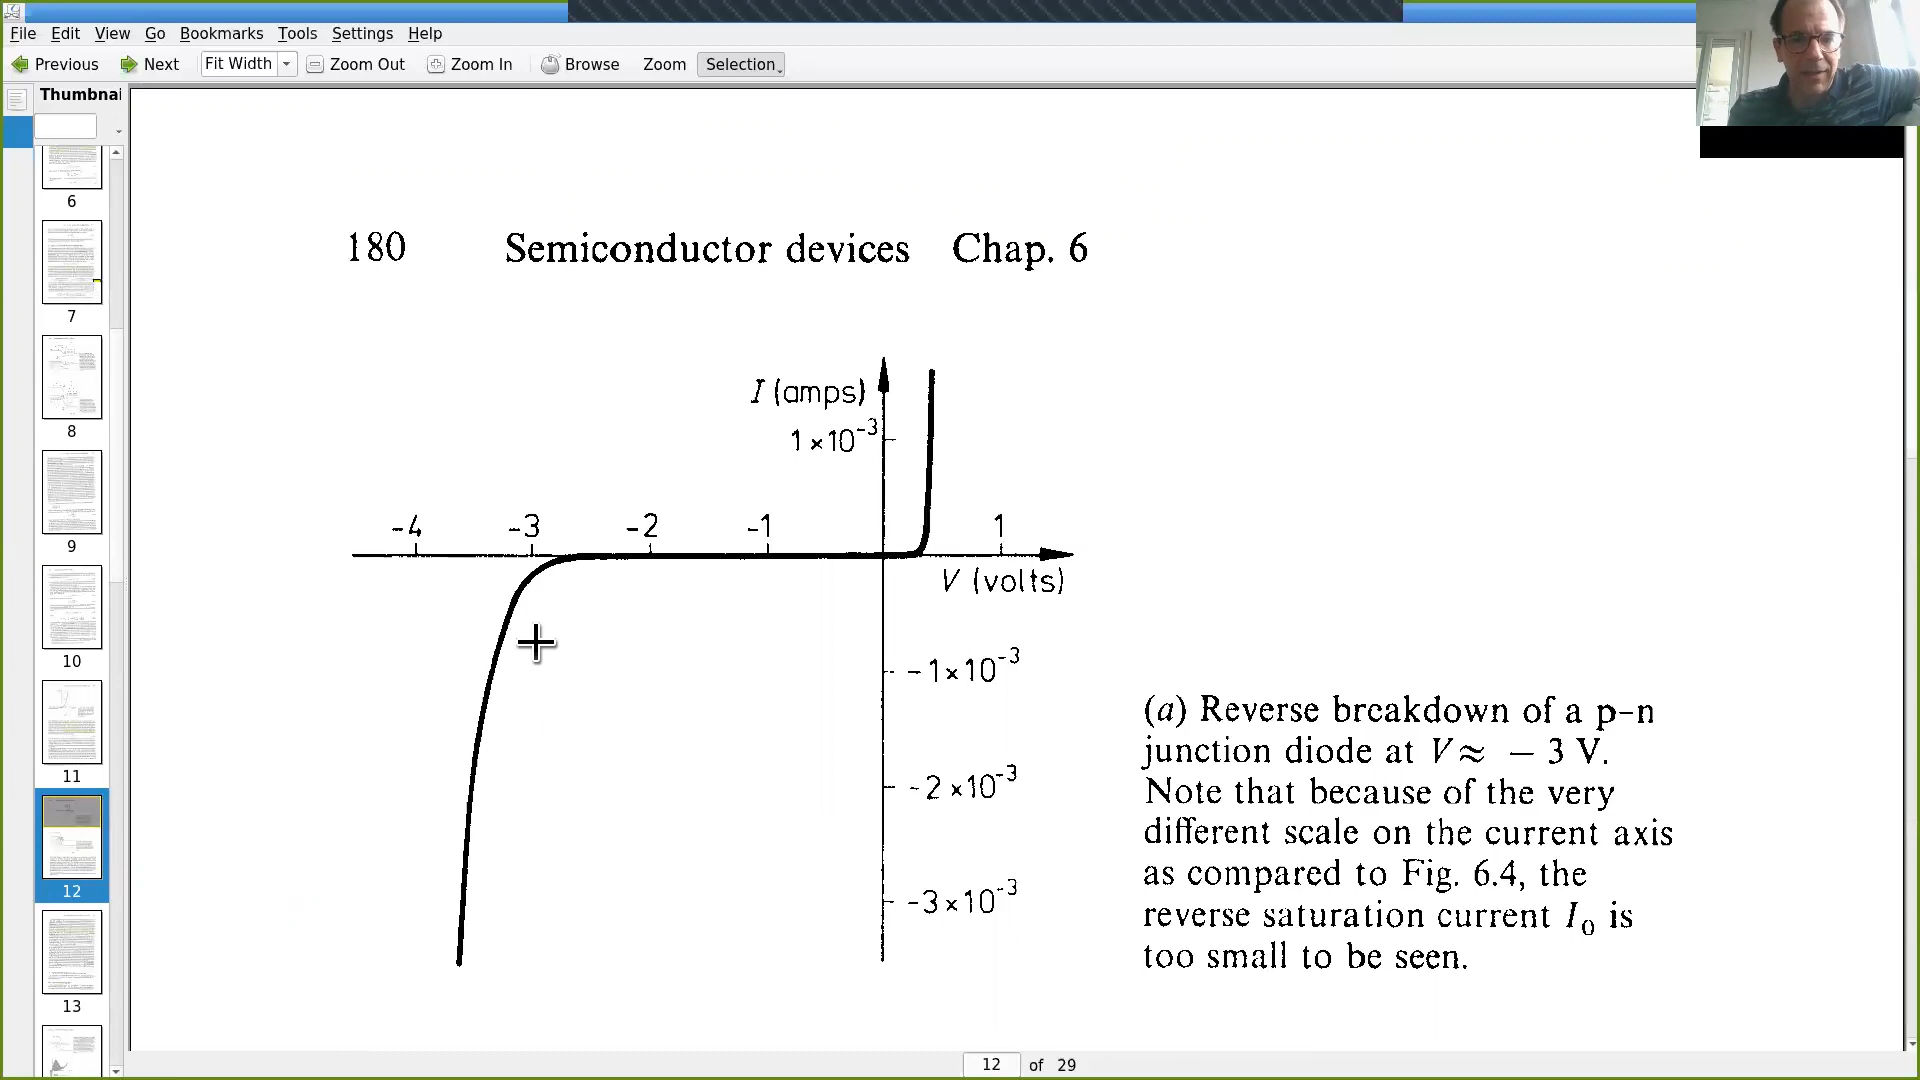 File Edit View Go Bookmarks Tools Settings Help
Previous Next Fit Width Zoom Out Zoom In Browse Zoom Selection
Thumbnai
6
7
8
9
10
11
12
13
180 Semiconductor devices Chap. 6
I (amps)
1×10⁻³
-4 -3 -2 -1 1
V (volts)
-1×10⁻³
-2×10⁻³
-3×10⁻³
(a) Reverse breakdown of a p–n
junction diode at V ≈ − 3 V.
Note that because of the very
different scale on the current axis
as compared to Fig. 6.4, the
reverse saturation current I₀ is
too small to be seen.
12 of 29